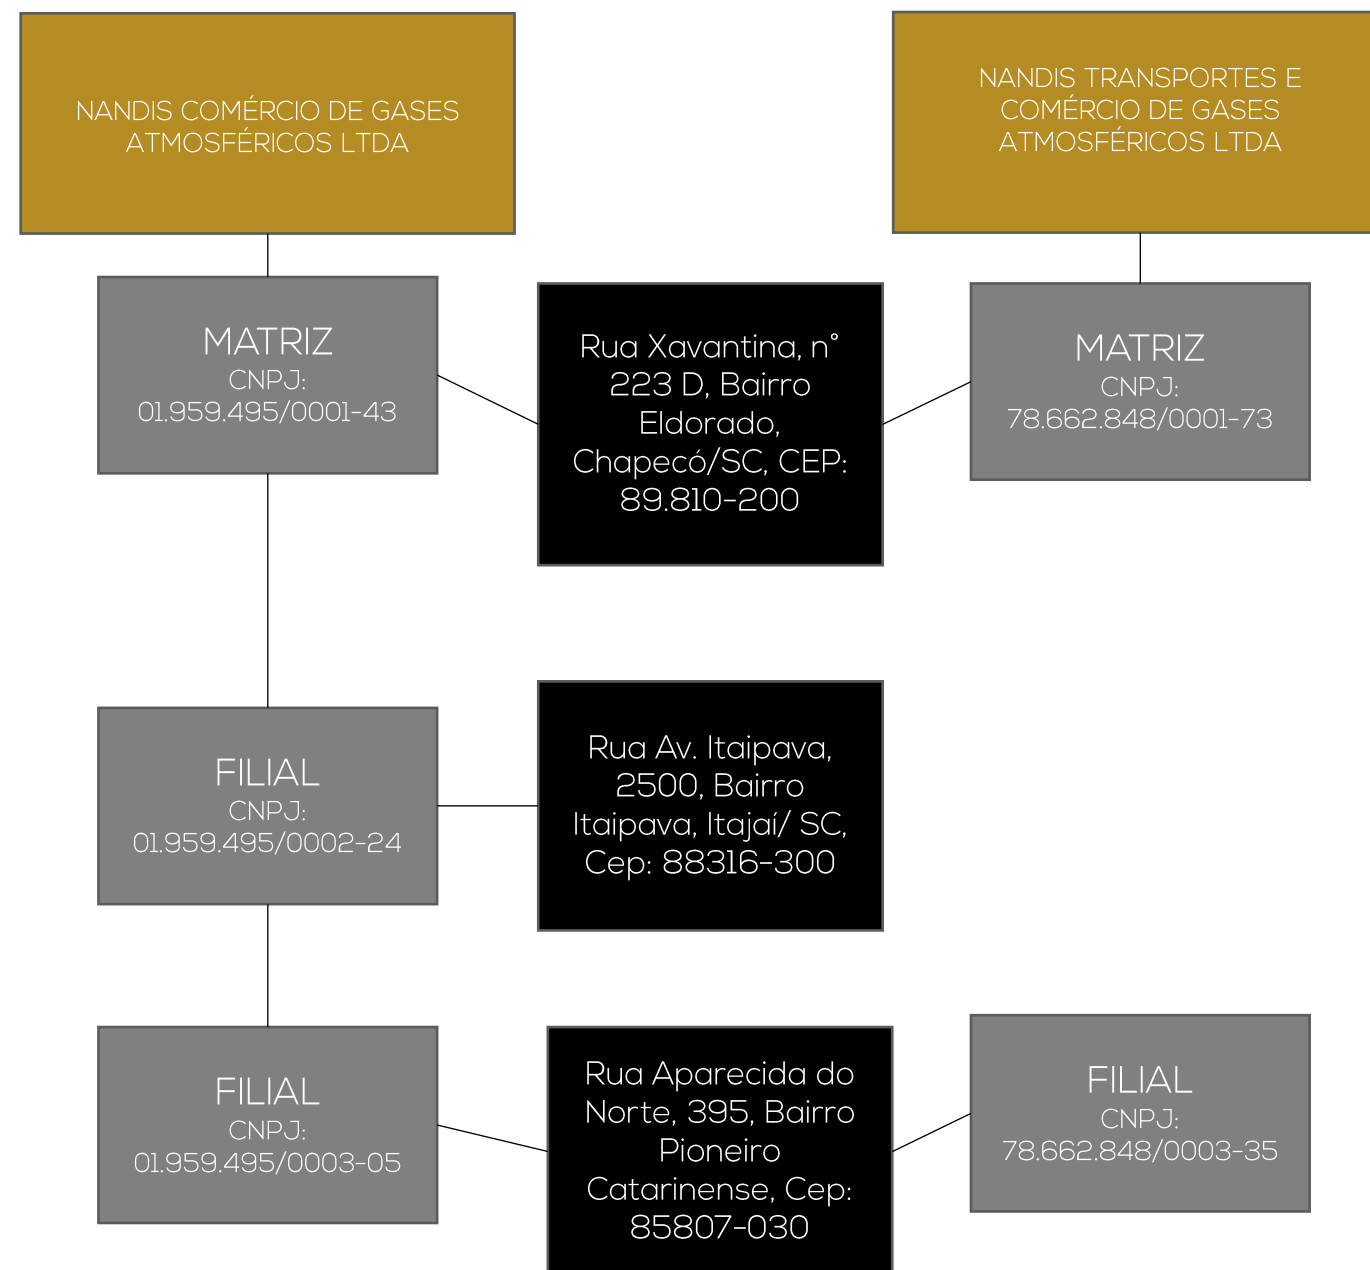 NANDIS COMÉRCIO DE GASES
ATMOSFÉRICOS LTDA
NANDIS TRANSPORTES E
COMÉRCIO DE GASES
ATMOSFÉRICOS LTDA
MATRIZ
CNPJ:
01.959.495/0001-43
Rua Xavantina, n°
223 D, Bairro
Eldorado,
Chapecó/SC, CEP:
89.810-200
MATRIZ
CNPJ:
78.662.848/0001-73
FILIAL
CNPJ:
01.959.495/0002-24
Rua Av. Itaipava,
2500, Bairro
Itaipava, Itajaí/ SC,
Cep: 88316-300
FILIAL
CNPJ:
01.959.495/0003-05
Rua Aparecida do
Norte, 395, Bairro
Pioneiro
Catarinense, Cep:
85807-030
FILIAL
CNPJ:
78.662.848/0003-35